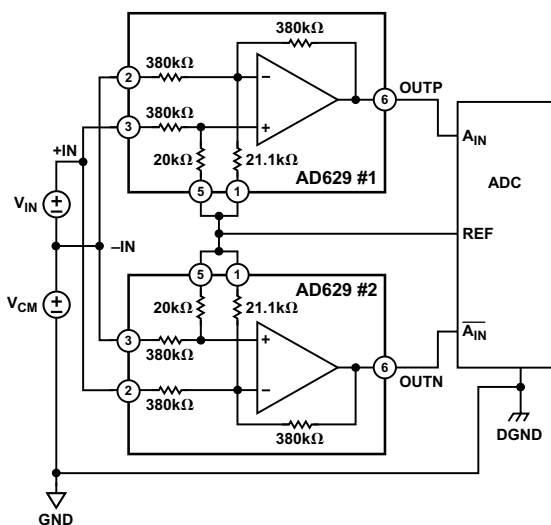 380kΩ
380kΩ
2
−
380kΩ
6
OUTP
3
+
+IN
20kΩ
21.1kΩ
A_IN
ADC
AD629 #1
5
1
V_IN
−IN
REF
5
1
AD629 #2
V_CM
20kΩ
21.1kΩ
3
+
380kΩ
6
OUTN
A̅_I̅N̅
2
−
380kΩ
380kΩ
DGND
GND